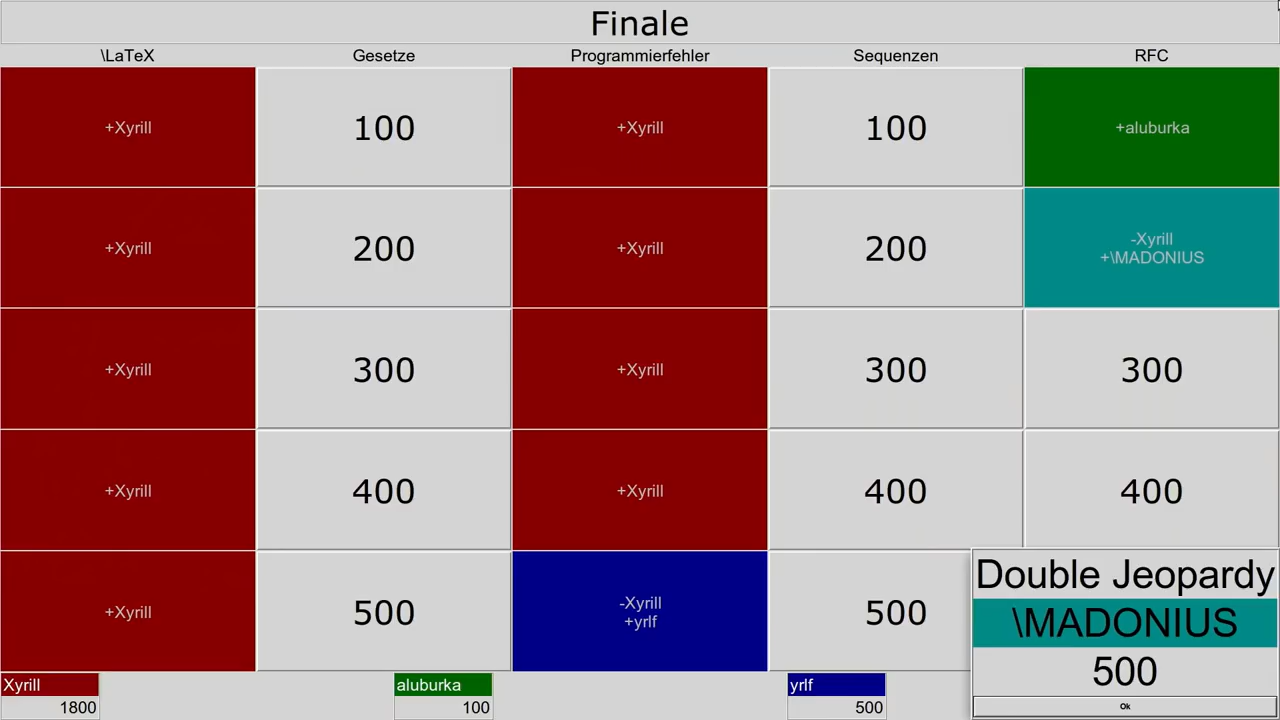 Finale
\LaTeX Gesetze Programmierfehler Sequenzen RFC
+Xyrill 100 +Xyrill 100 +aluburka
+Xyrill 200 +Xyrill 200 -Xyrill
+\MADONIUS
+Xyrill 300 +Xyrill 300 300
+Xyrill 400 +Xyrill 400 400
+Xyrill 500 -Xyrill 500
+yrlf
Double Jeopardy
\MADONIUS
500
Ok
Xyrill aluburka yrlf
1800 100 500